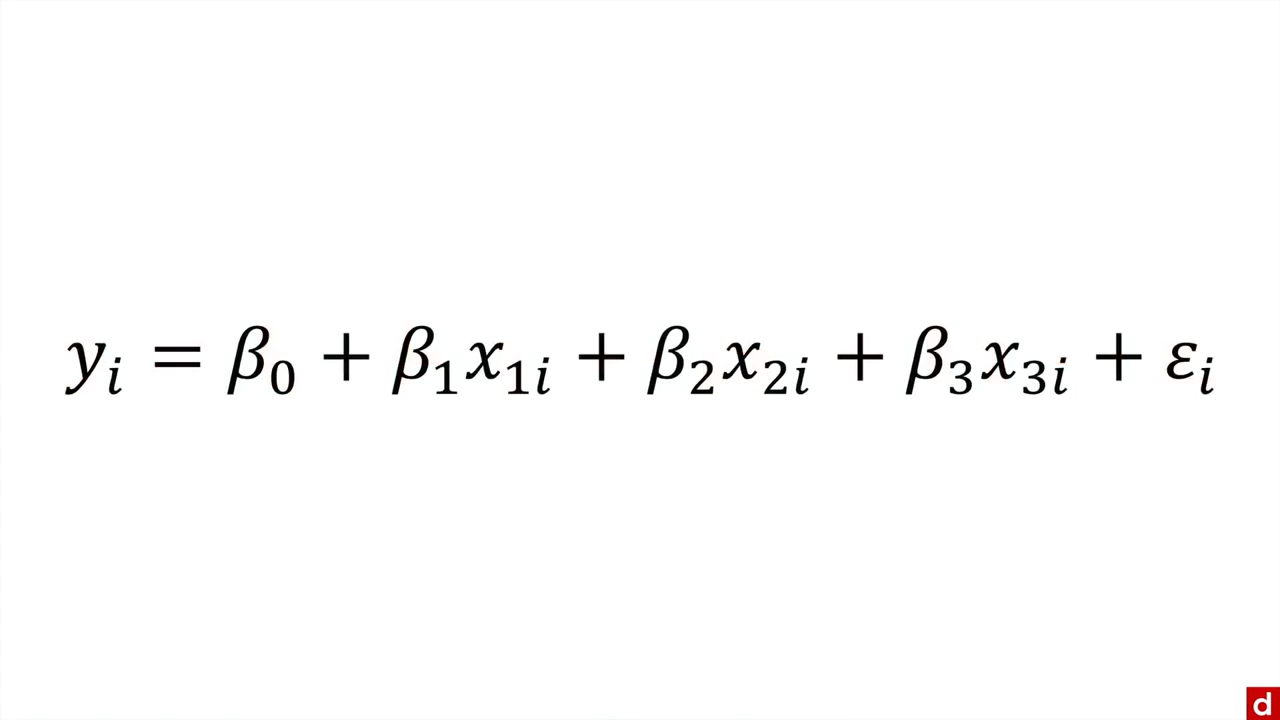 yᵢ = β₀ + β₁x₁ᵢ + β₂x₂ᵢ + β₃x₃ᵢ + εᵢ
d